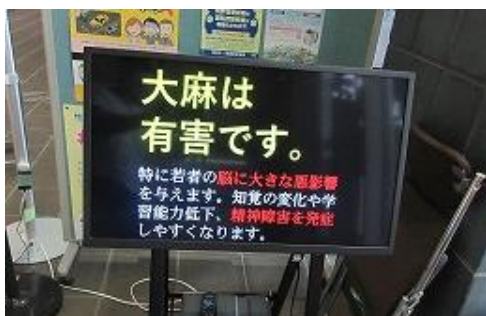 大麻は
有害です。
特に若者の脳に大きな悪影響
を与えます。知覚の変化や学
習能力低下、精神障害を発症
しやすくなります。